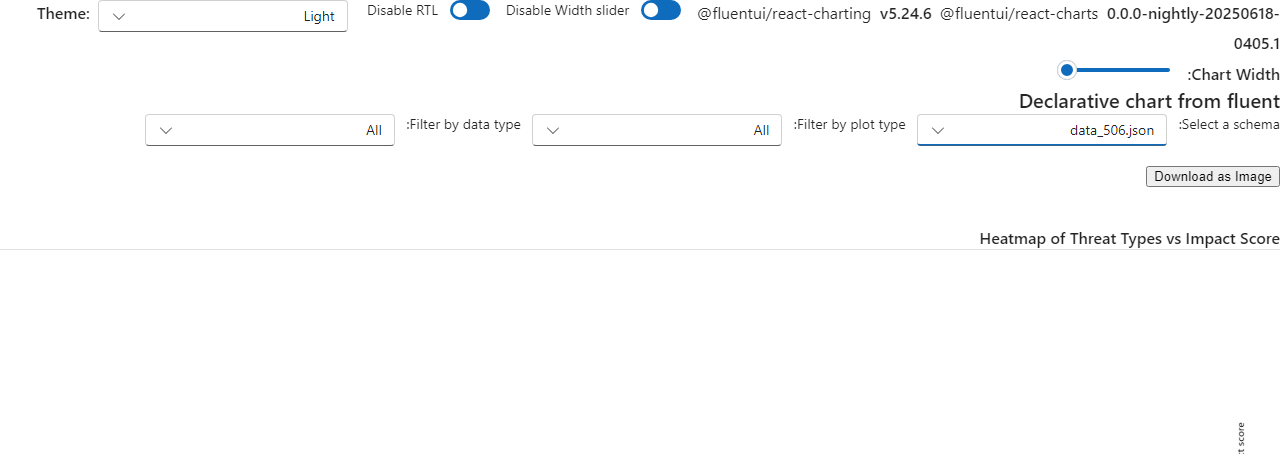 Theme: Light Disable RTL Disable Width slider @fluentui/react-charting v5.24.6 @fluentui/react-charts 0.0.0-nightly-20250618-
0405.1
:Chart Width
Declarative chart from fluent
All :Filter by data type All :Filter by plot type data_506.json :Select a schema
Download as Image
Heatmap of Threat Types vs Impact Score
score